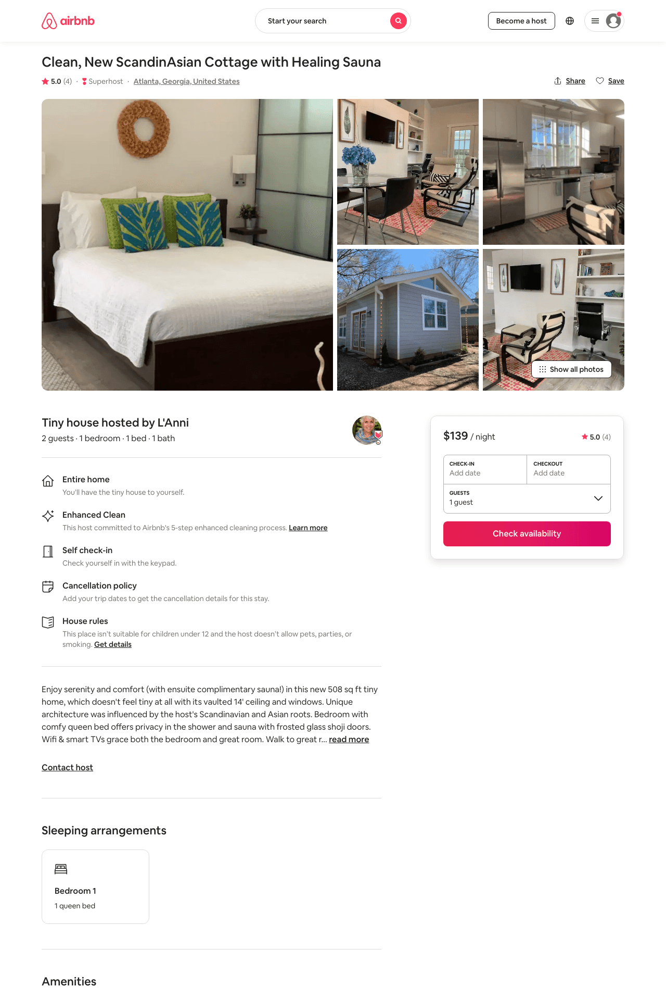 airbnb
Start your search
Become a host
Clean, New ScandinAsian Cottage with Healing Sauna
5.0 (4) · Superhost · Atlanta, Georgia, United States
Share
Save
Show all photos
Tiny house hosted by L'Anni
2 guests · 1 bedroom · 1 bed · 1 bath
Entire home
You’ll have the tiny house to yourself.
Enhanced Clean
This host committed to Airbnb's 5-step enhanced cleaning process. Learn more
Self check-in
Check yourself in with the keypad.
Cancellation policy
Add your trip dates to get the cancellation details for this stay.
House rules
This place isn’t suitable for children under 12 and the host doesn’t allow pets, parties, or
smoking. Get details
$139 / night
5.0 (4)
CHECK-IN
Add date
CHECKOUT
Add date
GUESTS
1 guest
Check availability
Enjoy serenity and comfort (with ensuite complimentary sauna!) in this new 508 sq ft tiny
home, which doesn't feel tiny at all with its vaulted 14' ceiling and windows. Unique
architecture was influenced by the host's Scandinavian and Asian roots. Bedroom with
comfy queen bed offers privacy in the shower and sauna with frosted glass shoji doors.
Wifi & smart TVs grace both the bedroom and great room. Walk to great r... read more
Contact host
Sleeping arrangements
Bedroom 1
1 queen bed
Amenities